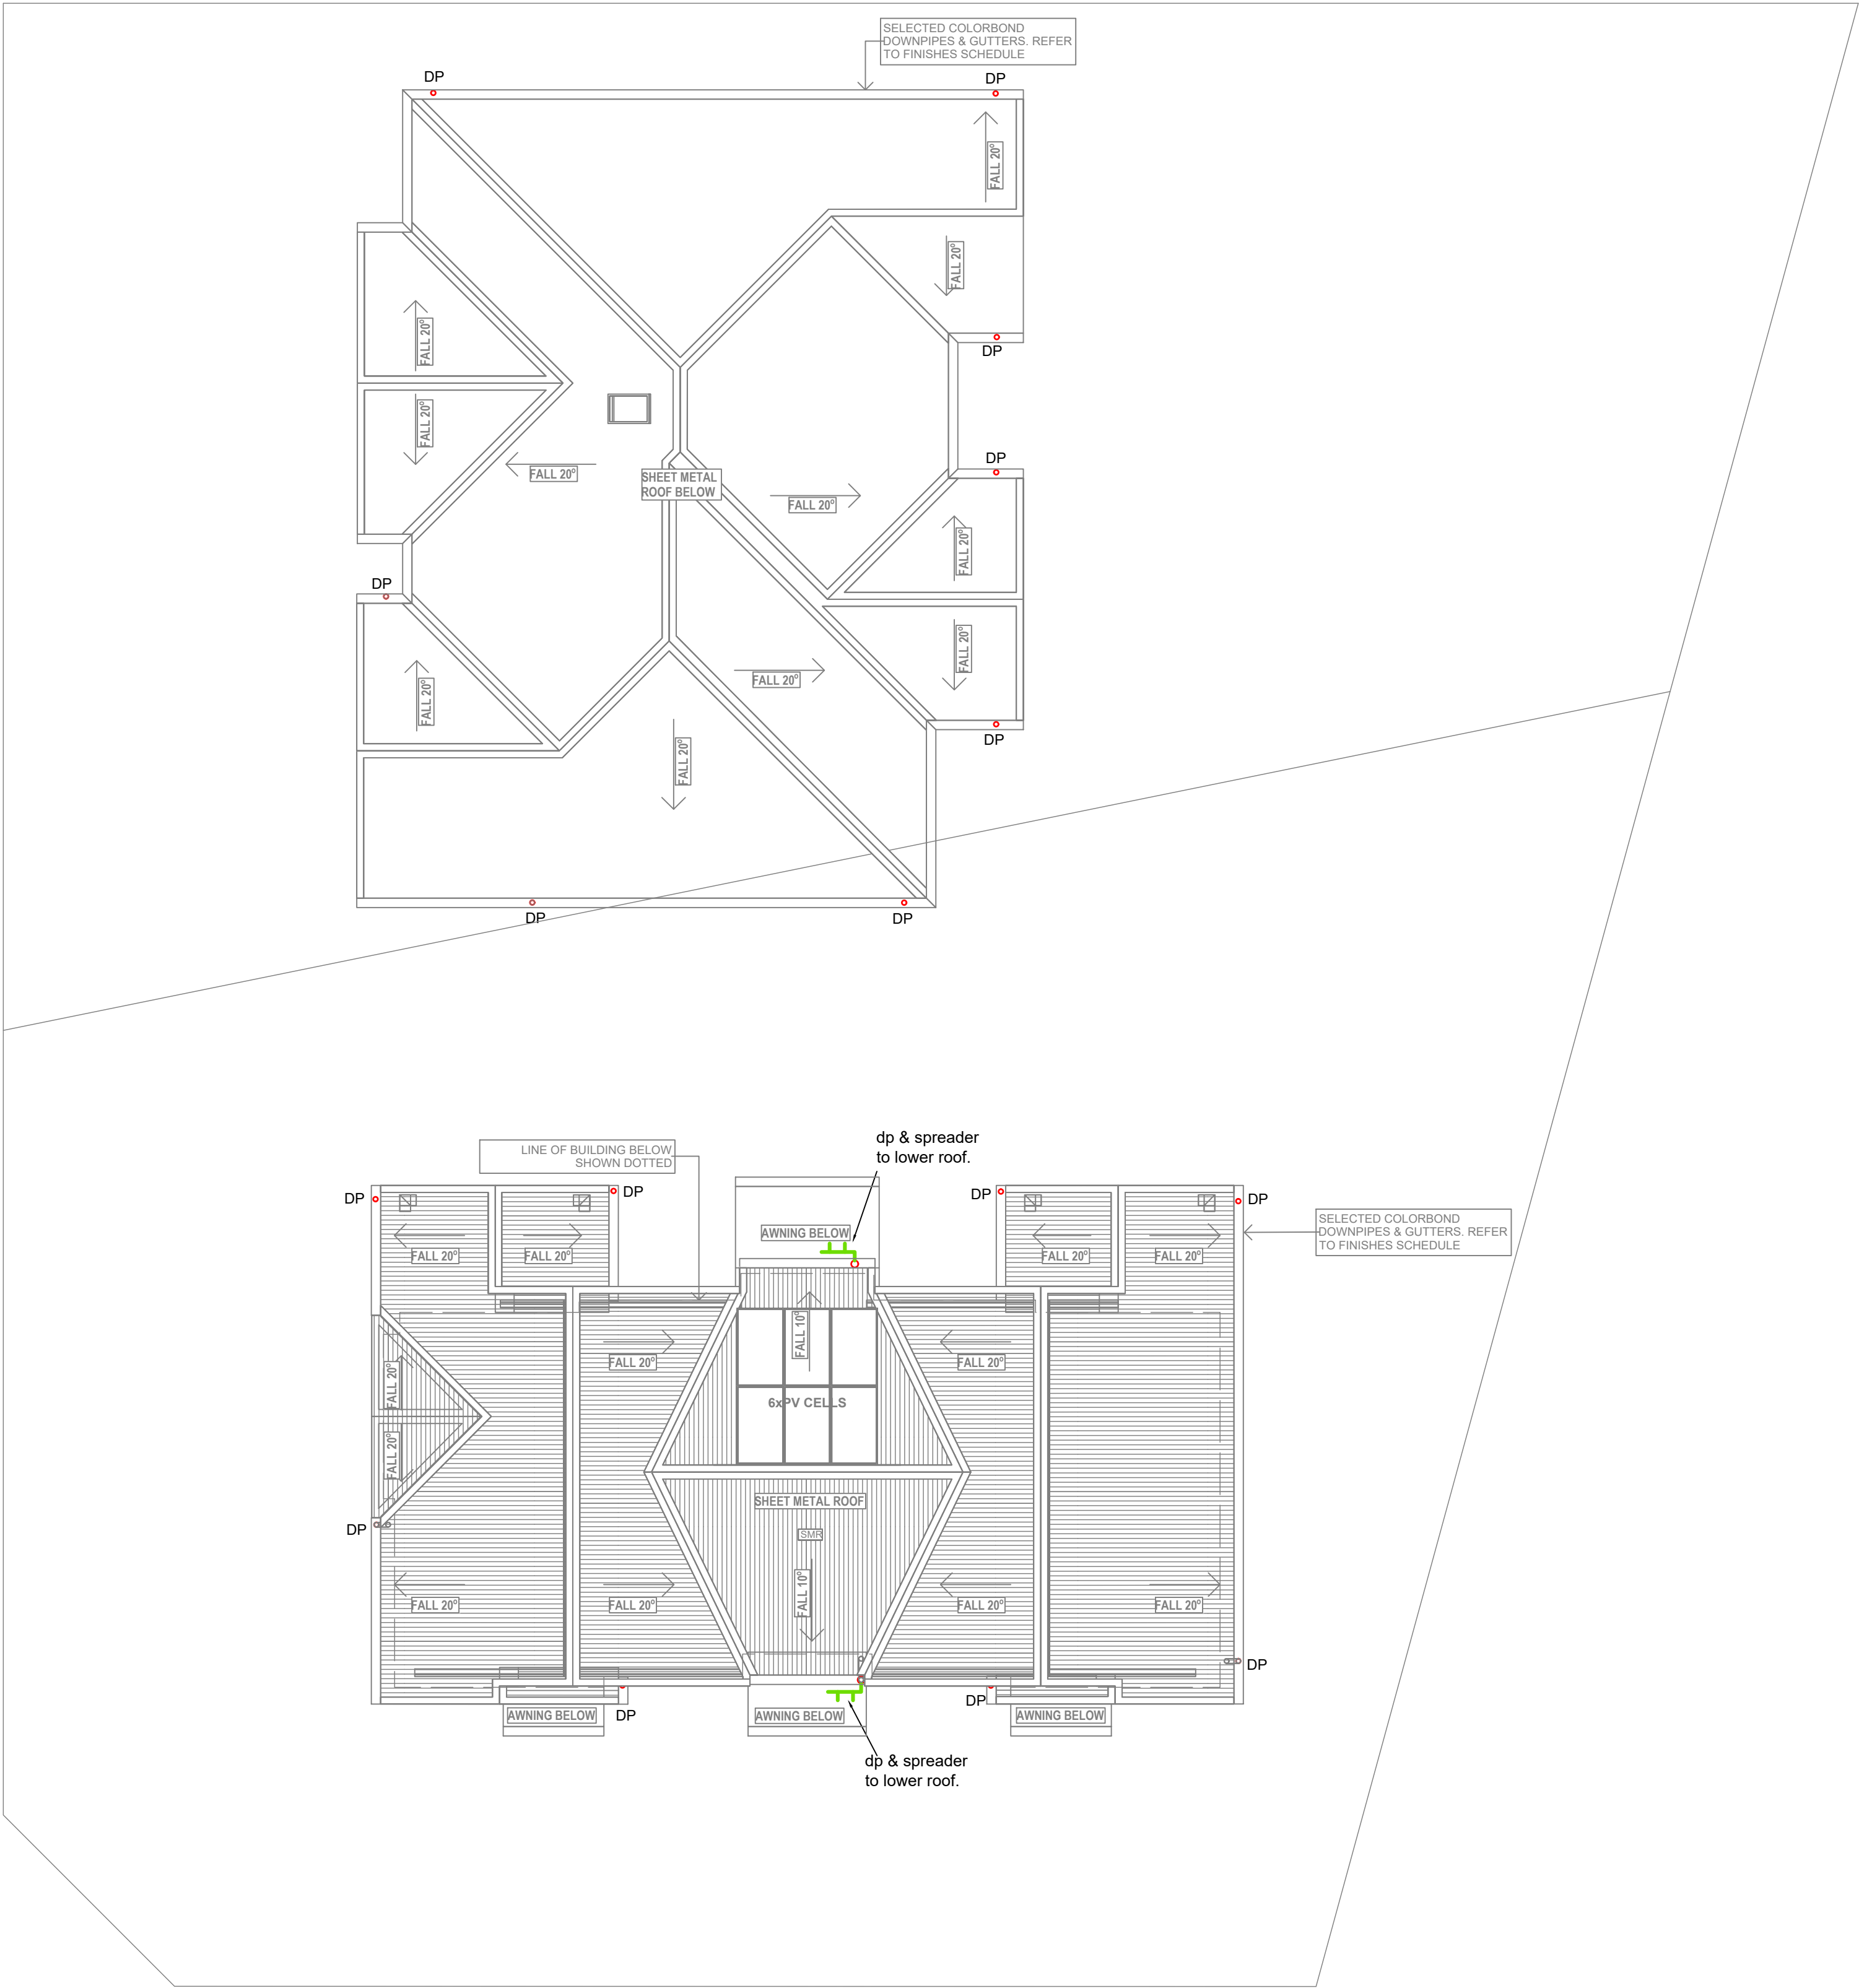 SELECTED COLORBOND
DOWNPIPES & GUTTERS. REFER
TO FINISHES SCHEDULE
DP
DP
FALL 20°
FALL 20°
FALL 20°
DP
FALL 20°
DP
FALL 20°
SHEET METAL
ROOF BELOW
FALL 20°
FALL 20°
DP
FALL 20°
FALL 20°
FALL 20°
DP
FALL 20°
DP
DP
dp & spreader
to lower roof.
LINE OF BUILDING BELOW
SHOWN DOTTED
DP
DP
DP
DP
SELECTED COLORBOND
DOWNPIPES & GUTTERS. REFER
TO FINISHES SCHEDULE
AWNING BELOW
FALL 20°
FALL 20°
FALL 20°
FALL 20°
FALL 10°
FALL 20°
FALL 20°
FALL 20°
6xPV CELLS
FALL 20°
SHEET METAL ROOF
DP
SMR
FALL 10°
FALL 20°
FALL 20°
FALL 20°
FALL 20°
DP
DP
DP
AWNING BELOW
AWNING BELOW
AWNING BELOW
dp & spreader
to lower roof.